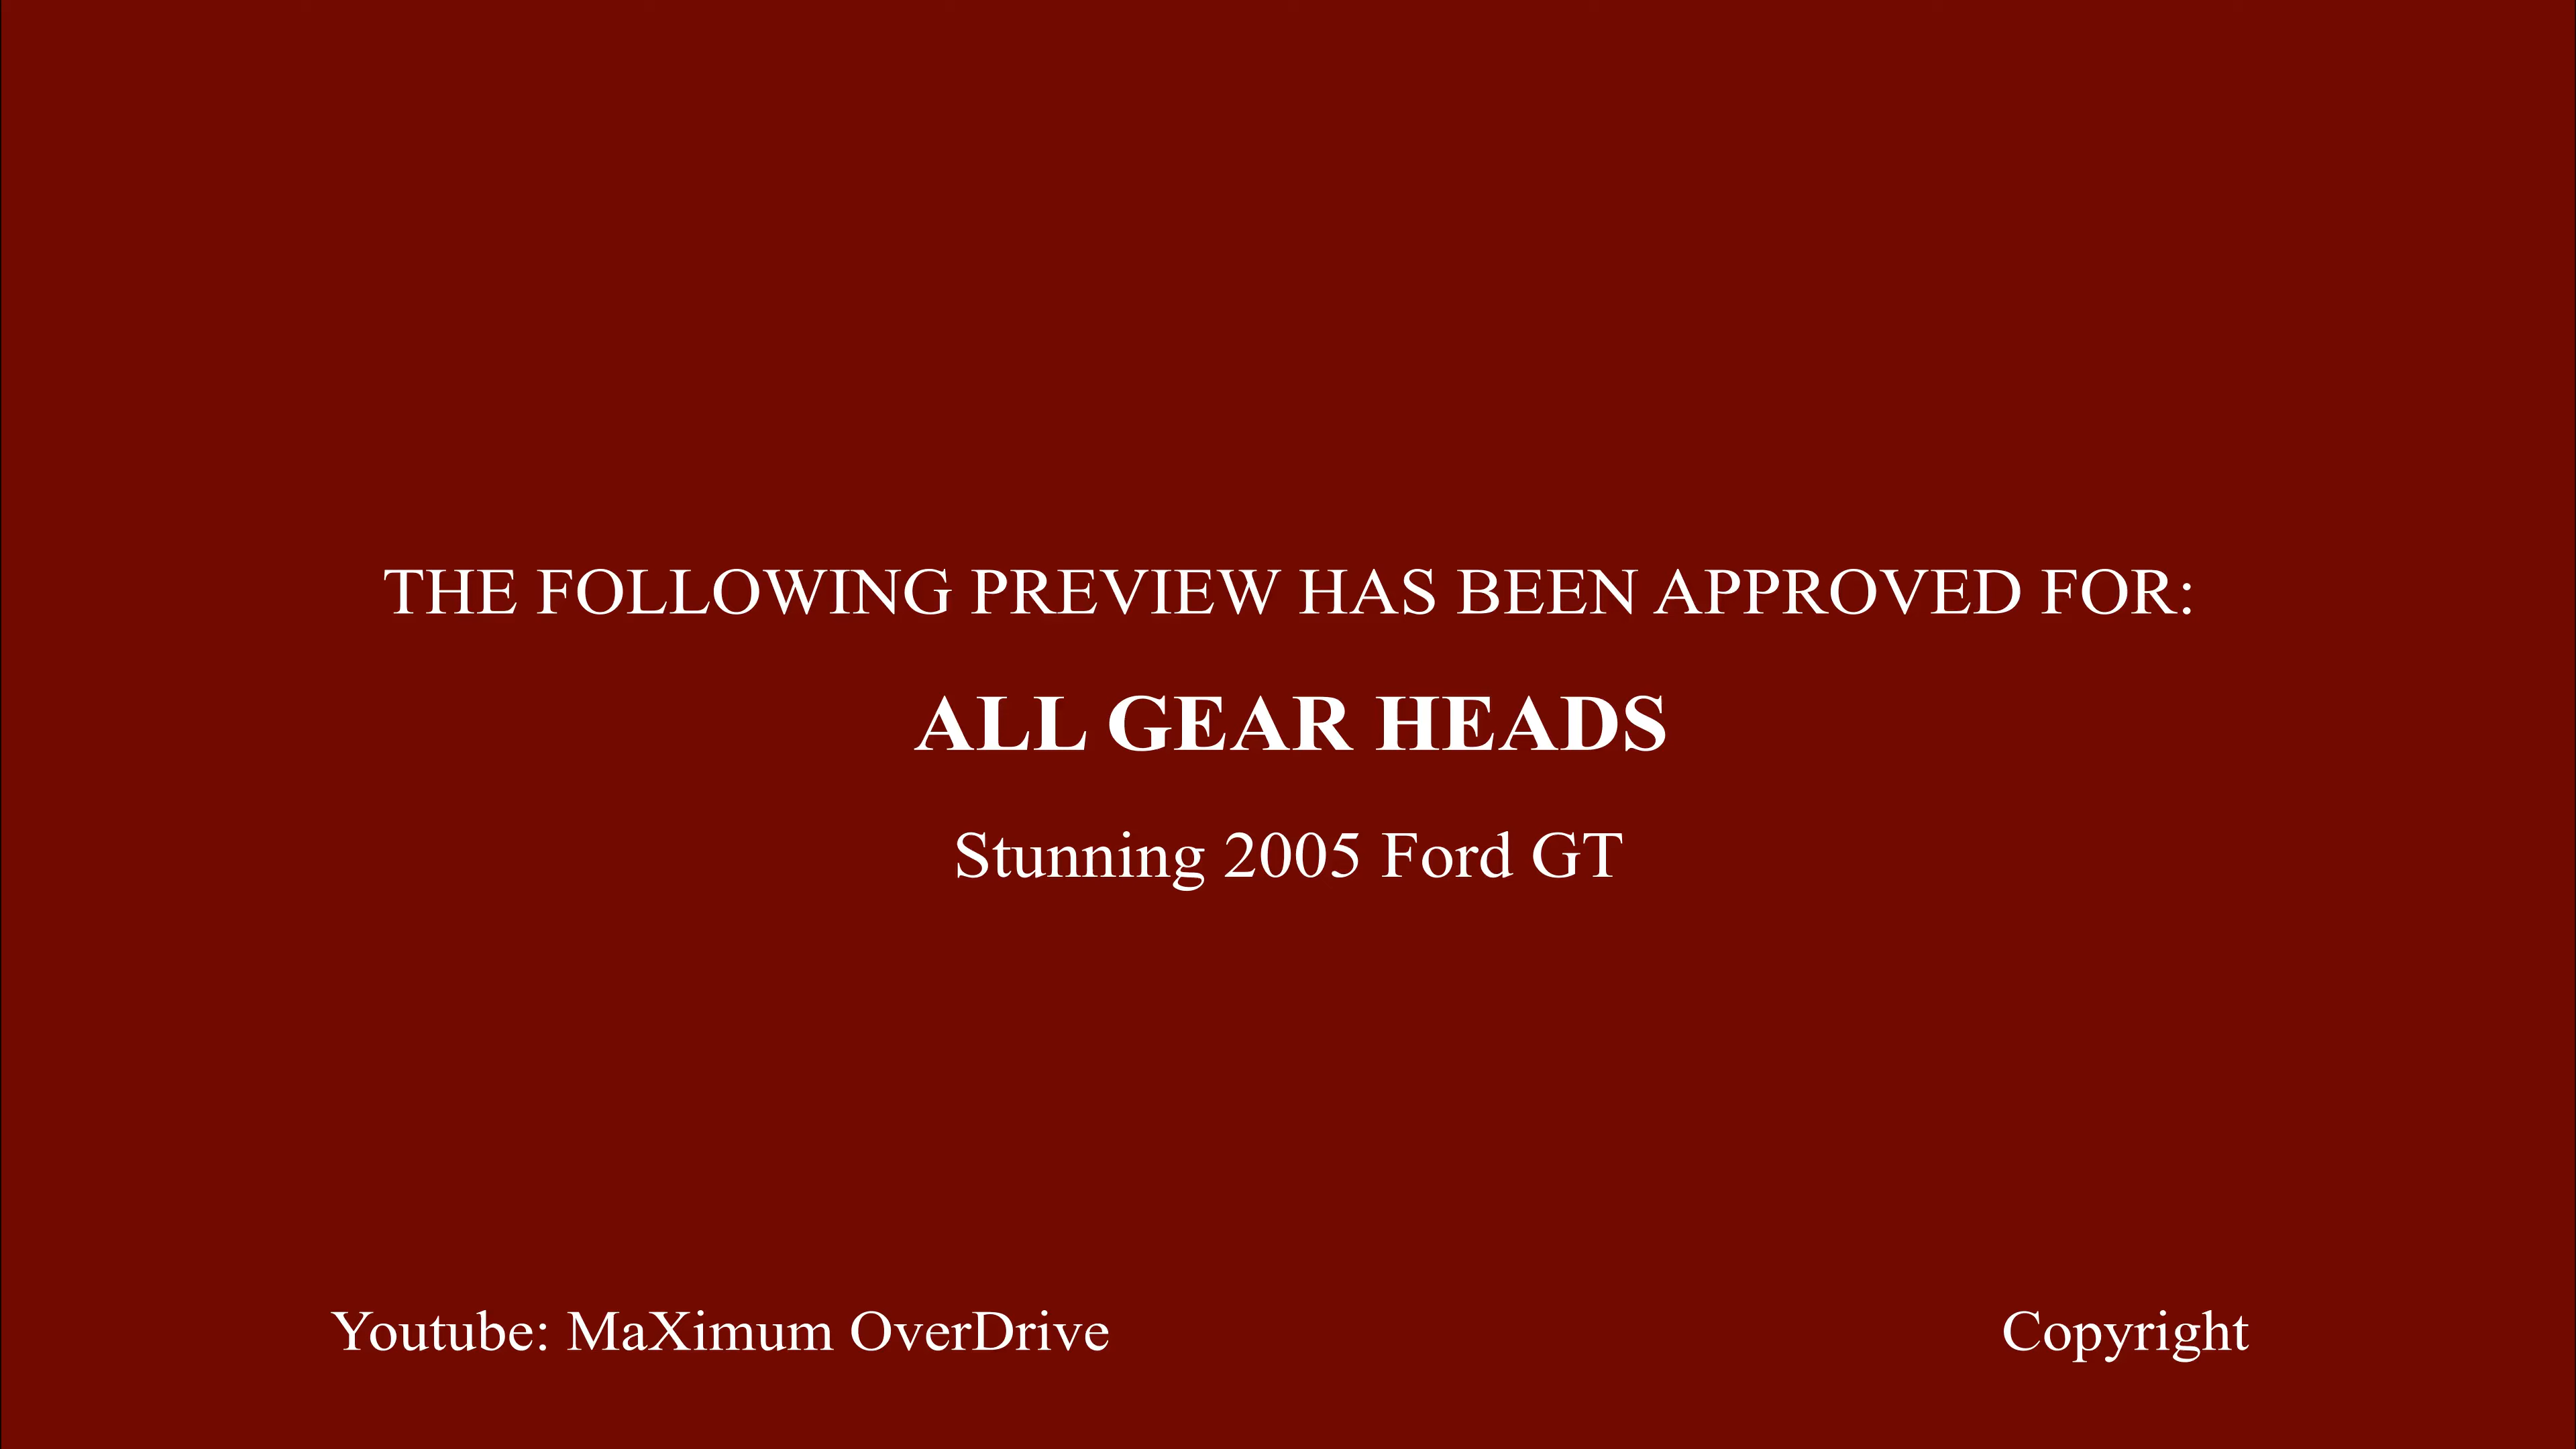 THE FOLLOWING PREVIEW HAS BEEN APPROVED FOR:
ALL GEAR HEADS
Stunning 2005 Ford GT
Youtube: MaXimum OverDrive
Copyright